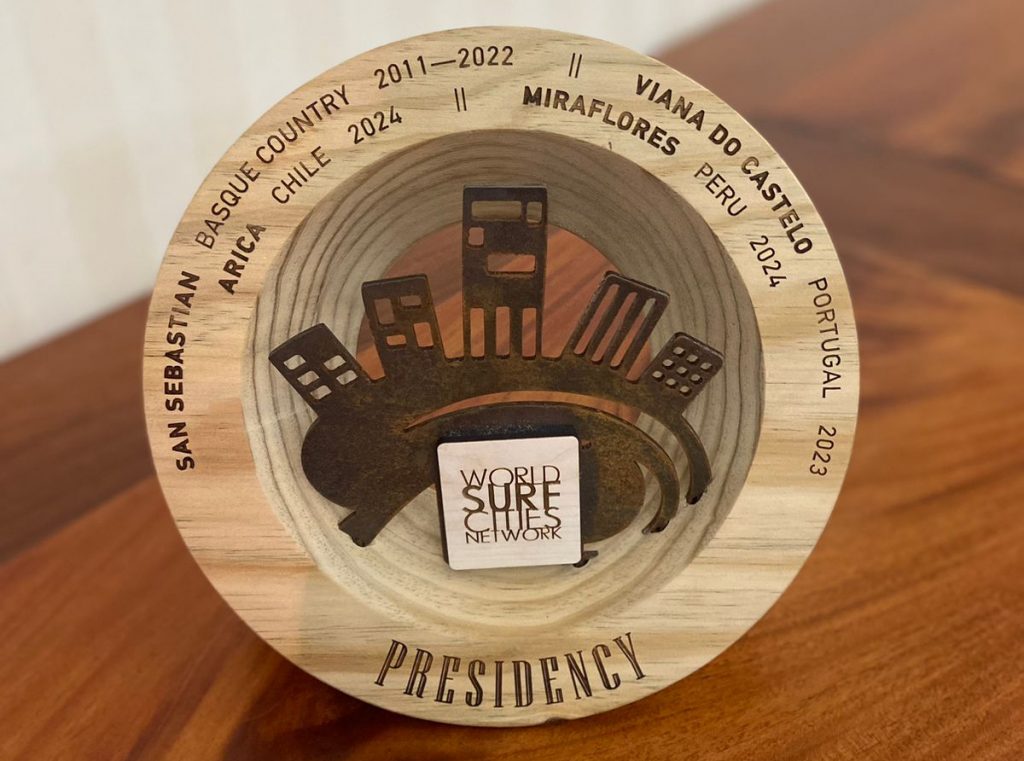 SAN SEBASTIAN BASQUE COUNTRY 2011—2022 || VIANA DO CASTELO PORTUGAL 2023
ARICA CHILE 2024 || MIRAFLORES PERU 2024
WORLD
SURF
CITIES
NETWORK
PRESIDENCY